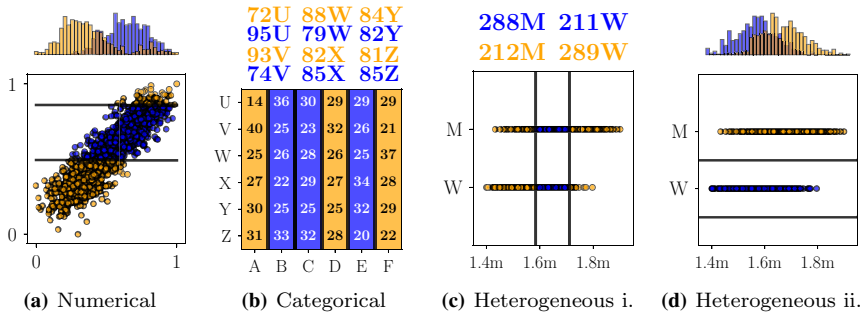 72U 88W 84Y
95U 79W 82Y
93V 82X 81Z
74V 85X 85Z
288M 211W
212M 289W
1
0
0 1
U 14 36 30 29 29 29
V 40 25 23 32 26 21
W 25 26 28 26 25 37
X 27 22 29 27 34 28
Y 30 25 25 25 32 29
Z 31 33 32 28 20 22
A B C D E F
M
W
1.4m 1.6m 1.8m
M
W
1.4m 1.6m 1.8m
(a) Numerical
(b) Categorical
(c) Heterogeneous i.
(d) Heterogeneous ii.